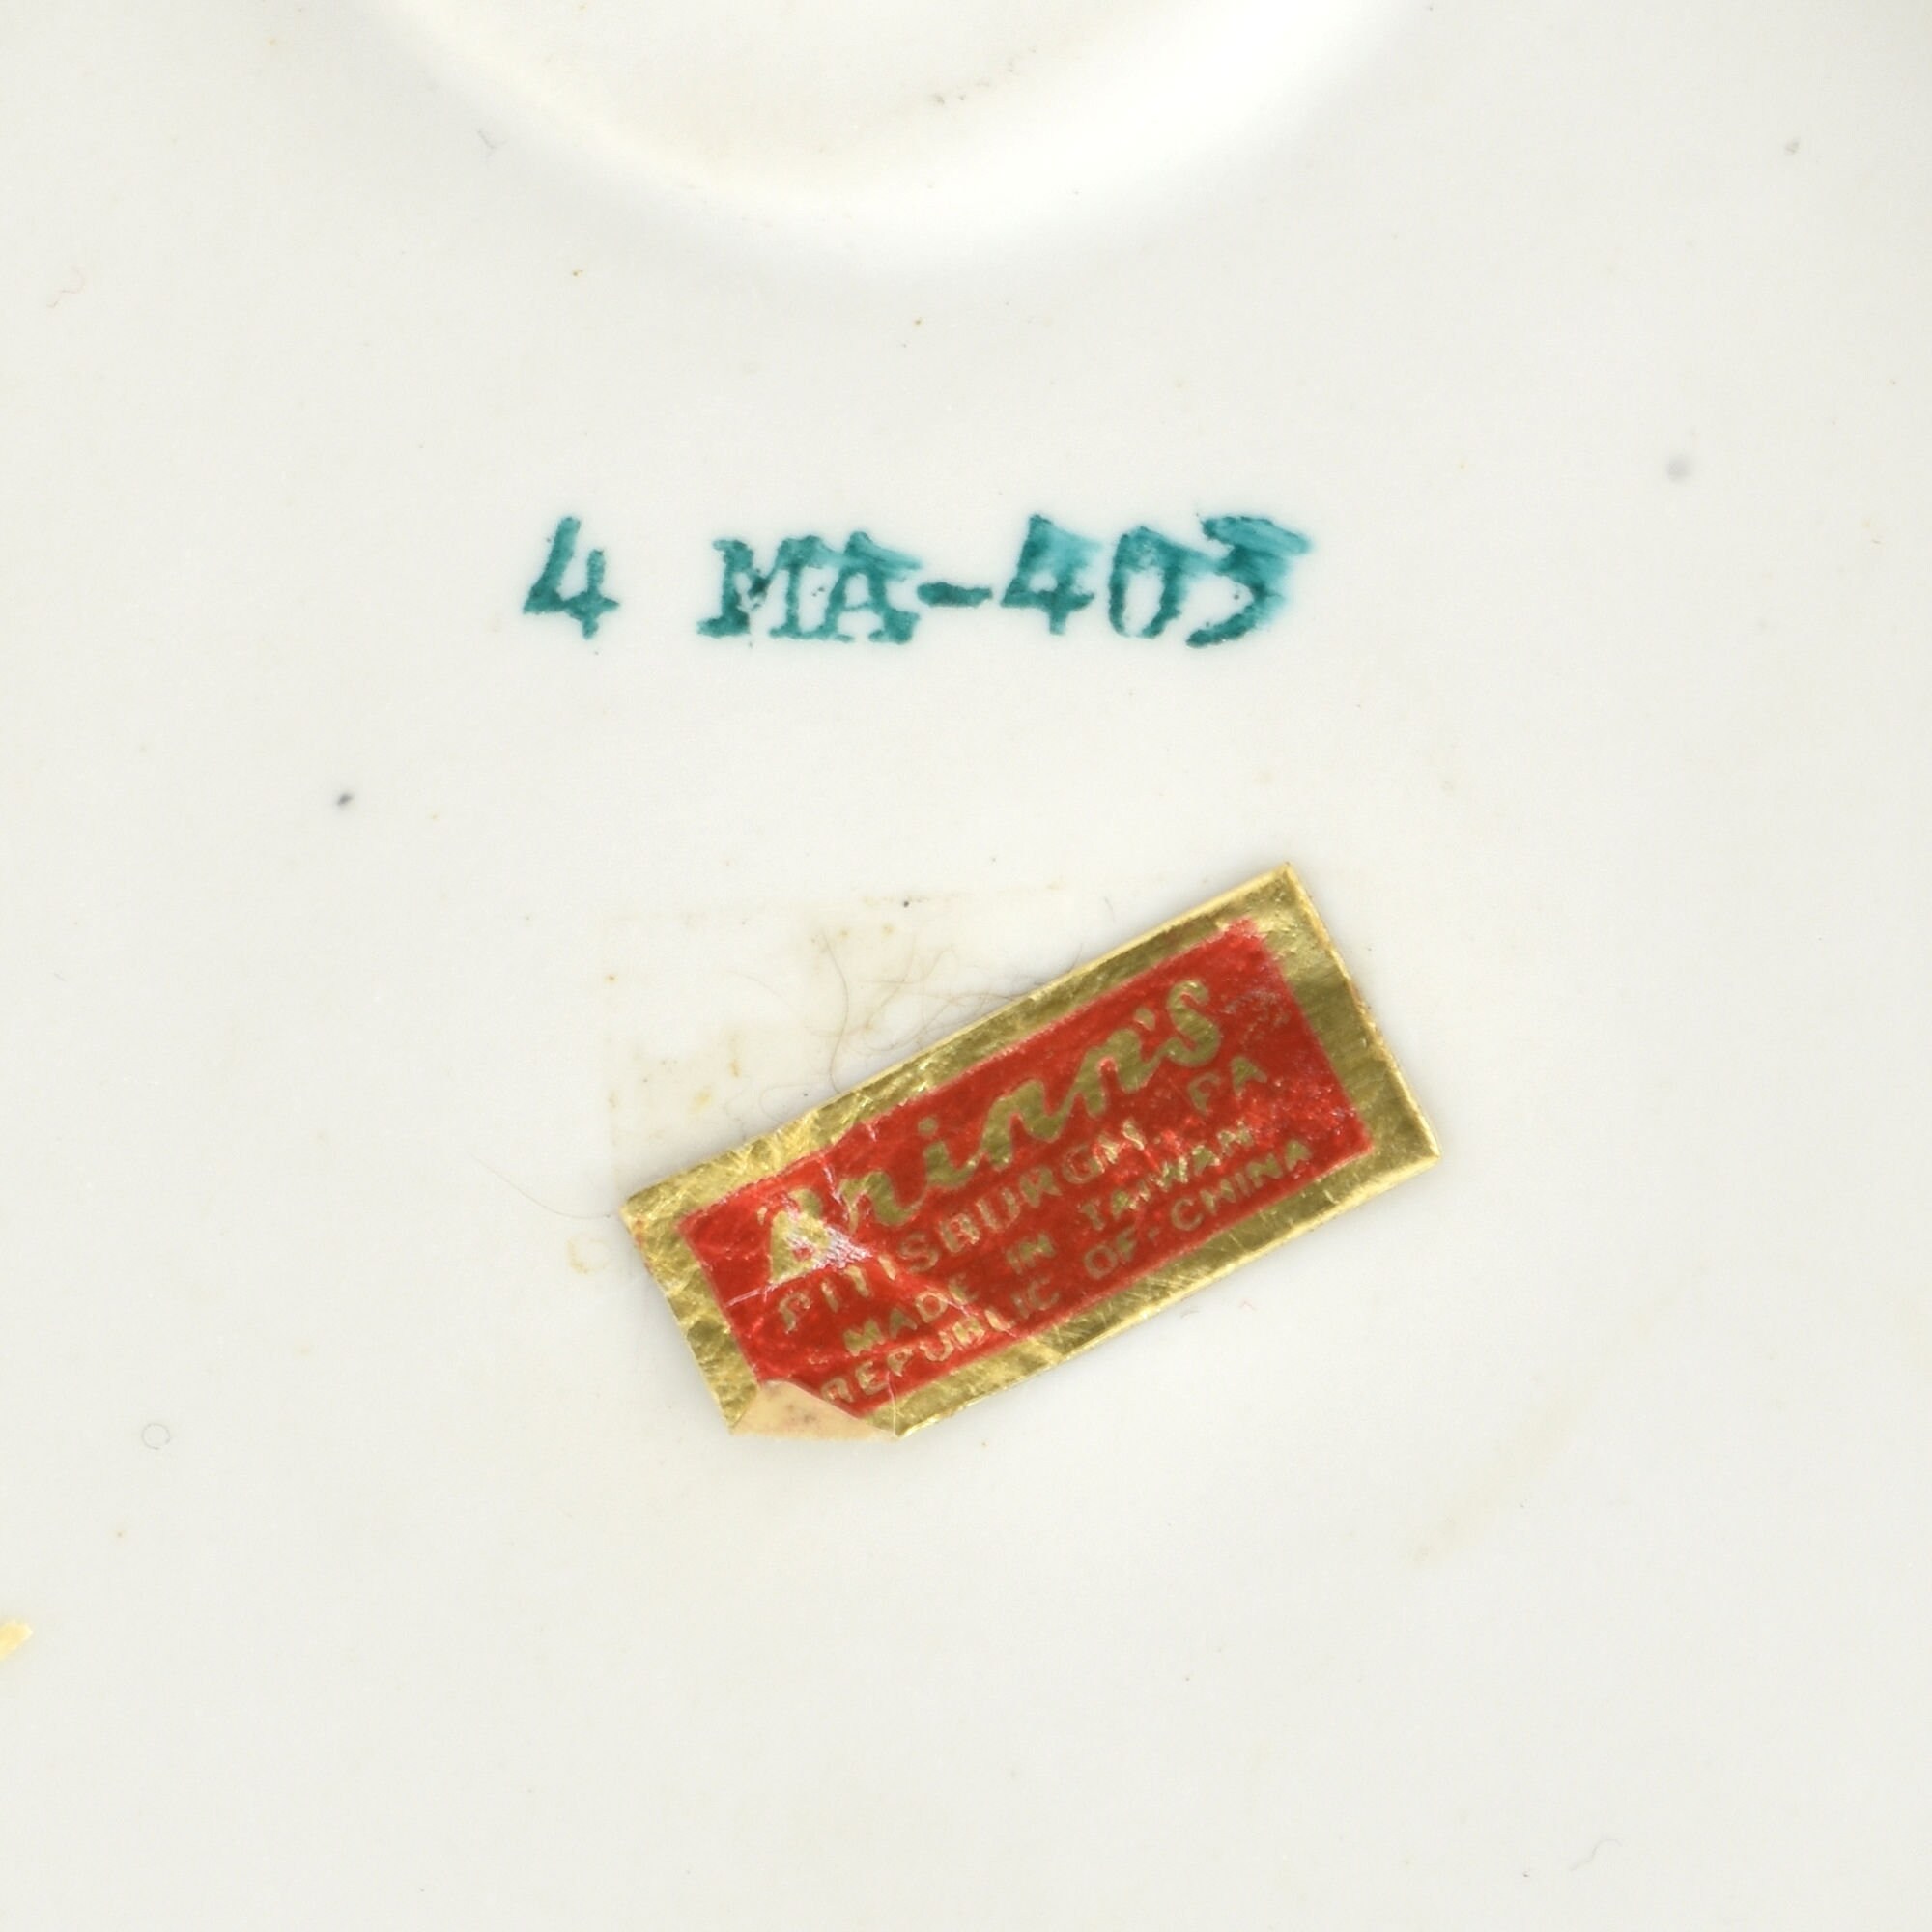 4 MA-403
Brinn's
PITTSBURGH, PA
MADE IN TAIWAN
REPUBLIC OF CHINA